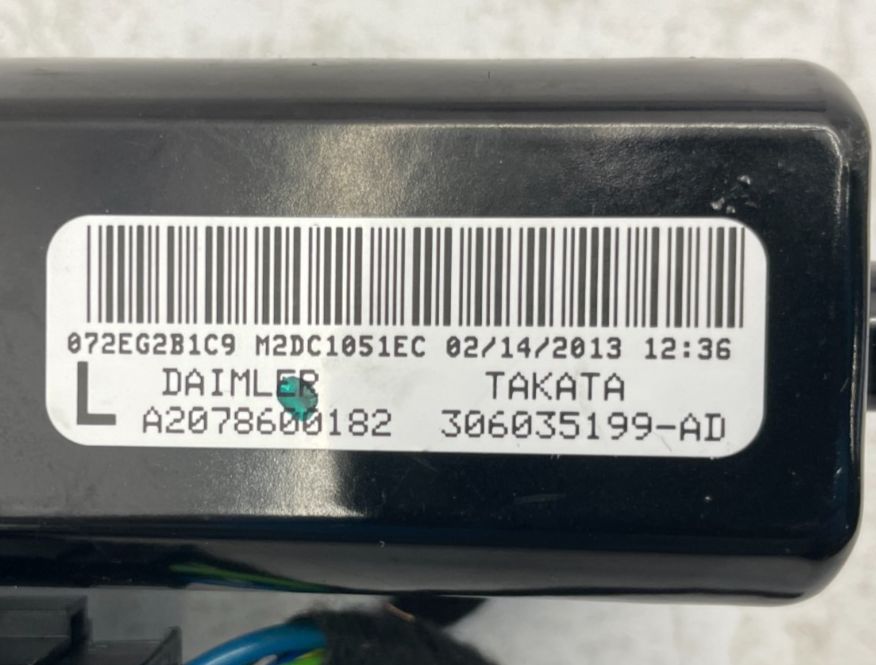 072EG2B1C9 M2DC1051EC 02/14/2013 12:36
L DAIMLER TAKATA
A2078600182 306035199-AD